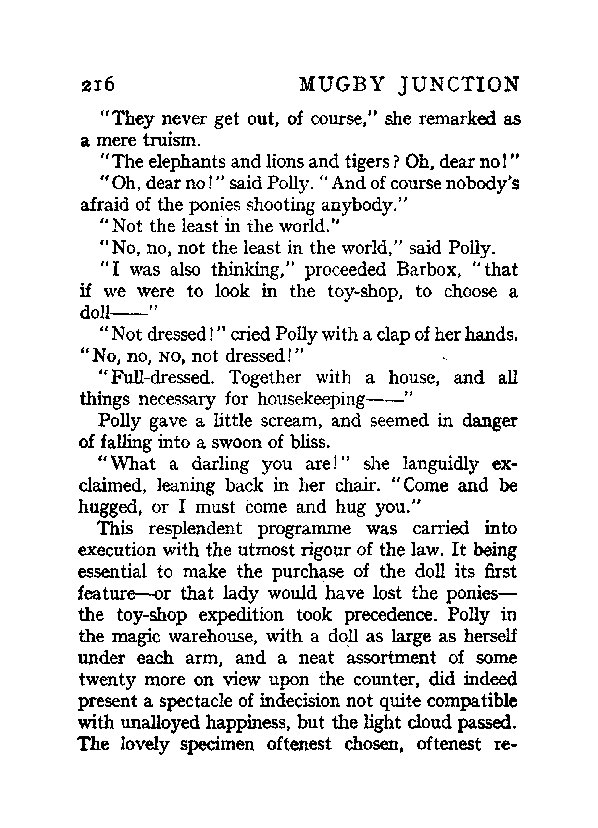 216 MUGBY JUNCTION
"They never get out, of course," she remarked as
a mere truism.
"The elephants and lions and tigers? Oh, dear no!"
"Oh, dear no!" said Polly. "And of course nobody's
afraid of the ponies shooting anybody."
"Not the least in the world."
"No, no, not the least in the world," said Polly.
"I was also thinking," proceeded Barbox, "that
if we were to look in the toy-shop, to choose a
doll——"
"Not dressed!" cried Polly with a clap of her hands.
"No, no, NO, not dressed!"
"Full-dressed. Together with a house, and all
things necessary for housekeeping——"
Polly gave a little scream, and seemed in danger
of falling into a swoon of bliss.
"What a darling you are!" she languidly ex-
claimed, leaning back in her chair. "Come and be
hugged, or I must come and hug you."
This resplendent programme was carried into
execution with the utmost rigour of the law. It being
essential to make the purchase of the doll its first
feature—or that lady would have lost the ponies—
the toy-shop expedition took precedence. Polly in
the magic warehouse, with a doll as large as herself
under each arm, and a neat assortment of some
twenty more on view upon the counter, did indeed
present a spectacle of indecision not quite compatible
with unalloyed happiness, but the light cloud passed.
The lovely specimen oftenest chosen, oftenest re-